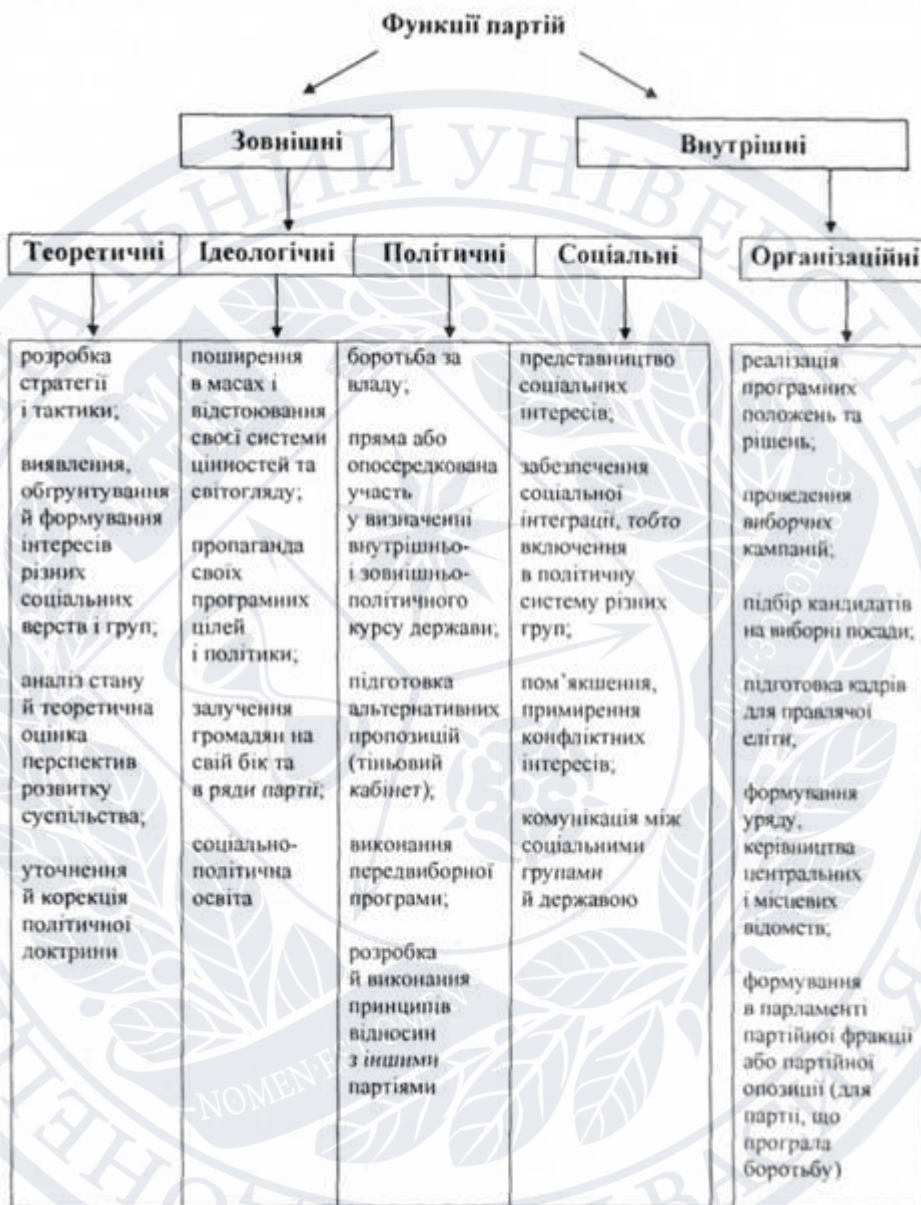 Функції партій
Зовнішні
Внутрішні
Теоретичні
Ідеологічні
Політичні
Соціальні
Організаційні
розробка
стратегії
і тактики;
виявлення,
обґрунтування
й формування
інтересів
різних
соціальних
верств і груп;
аналіз стану
й теоретична
оцінка
перспектив
розвитку
суспільства;
уточнення
й корекція
політичної
доктрини
поширення
в масах і
відстоювання
своєї системи
цінностей та
світогляду;
пропаганда
своїх
програмних
цілей
і політики;
залучення
громадян на
свій бік та
в ряди партії;
соціально-
політична
освіта
боротьба за
владу;
пряма або
опосередкована
участь
у визначенні
внутрішньо-
і зовнішньо-
політичного
курсу держави;
підготовка
альтернативних
пропозицій
(тіньовий
кабінет);
виконання
передвиборної
програми;
розробка
й виконання
принципів
відносин
з іншими
партіями
представництво
соціальних
інтересів;
забезпечення
соціальної
інтеграції, тобто
включення
в політичну
систему різних
груп;
пом’якшення,
примирення
конфліктних
інтересів;
комунікація між
соціальними
групами
й державою
реалізація
програмних
положень та
рішень;
проведення
виборчих
кампаній;
підбір кандидатів
на виборні посади;
підготовка кадрів
для правлячої
еліти;
формування
уряду,
керівництва
центральних
і місцевих
відомств;
формування
в парламенті
партійної фракції
або партійної
опозиції (для
партії, що
програла
боротьбу)